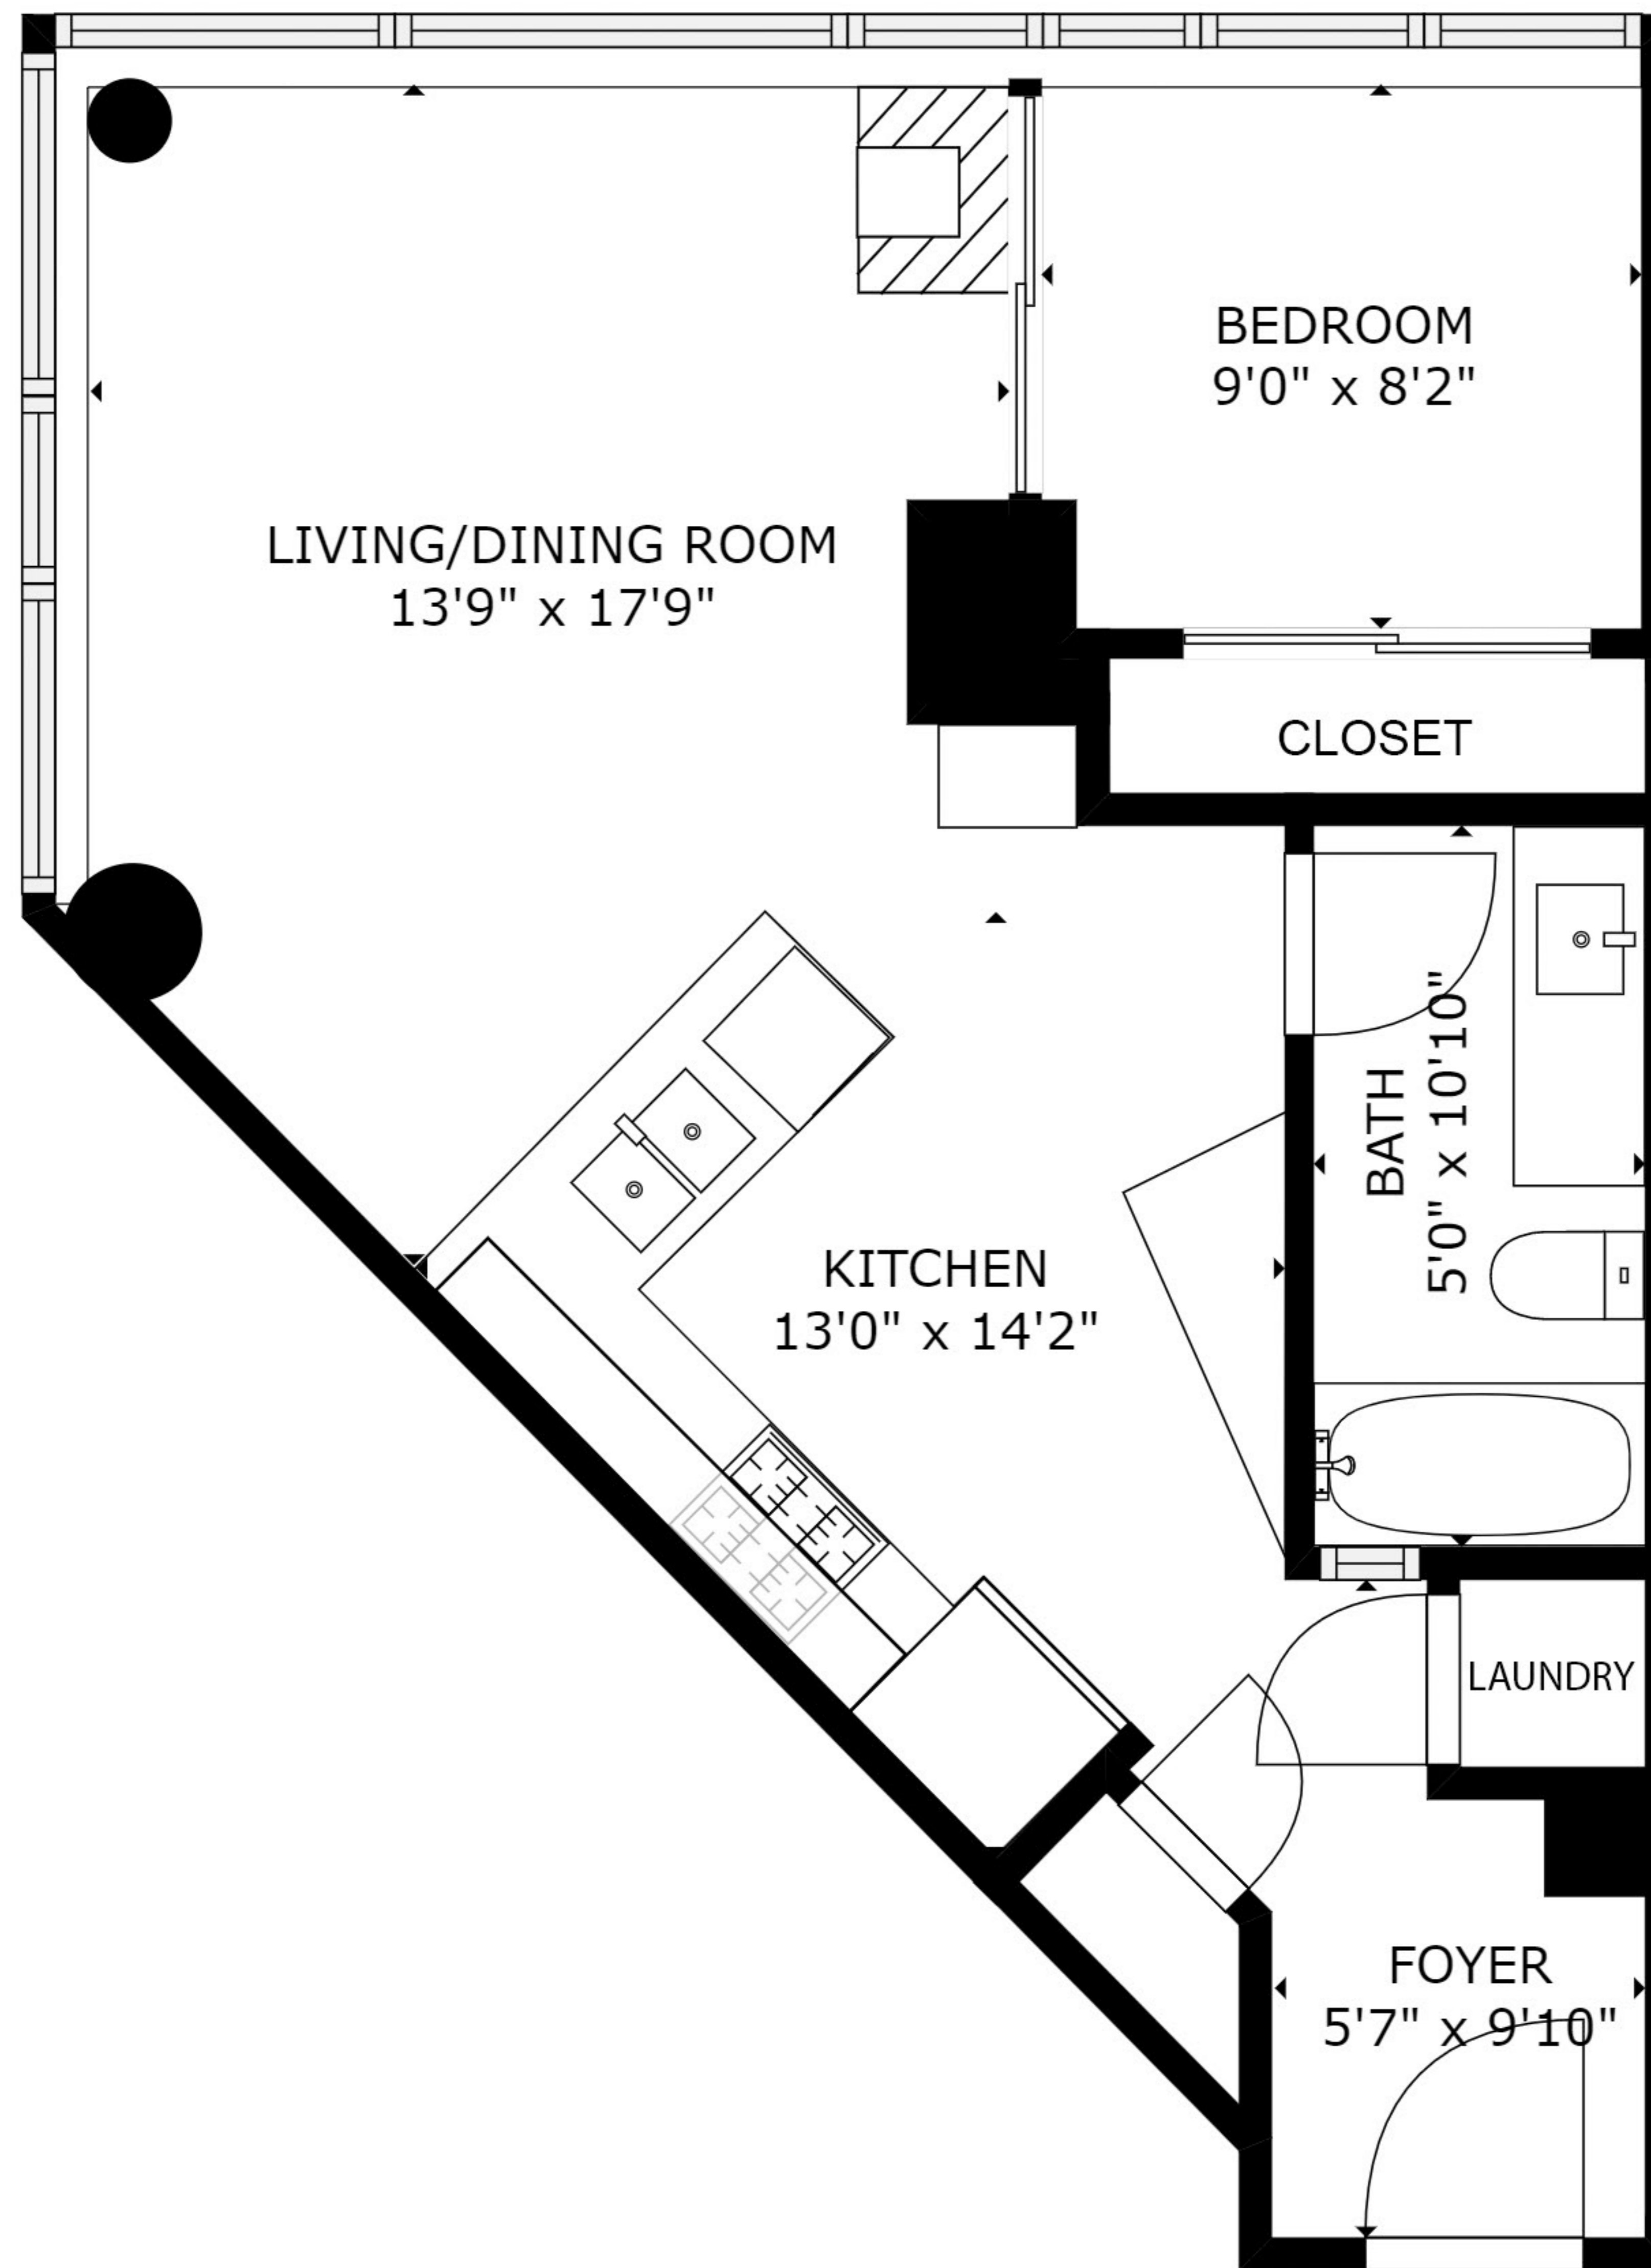 BEDROOM
9'0" x 8'2"
LIVING/DINING ROOM
13'9" x 17'9"
CLOSET
BATH
5'0" x 10'10"
KITCHEN
13'0" x 14'2"
LAUNDRY
FOYER
5'7" x 9'10"